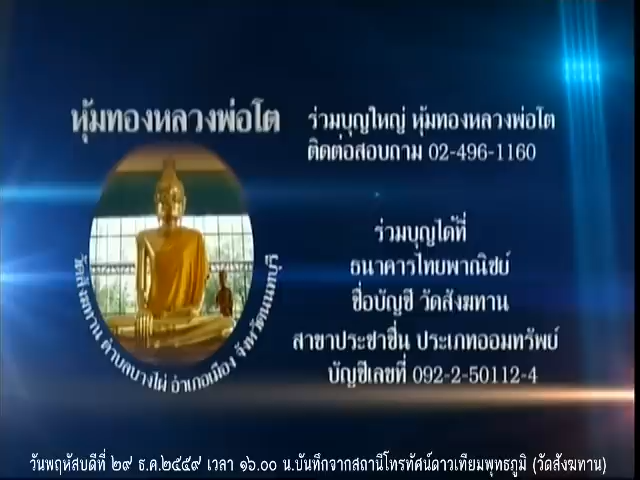 หุ้มทองหลวงพ่อโต
วัดสังฆทาน ตำบลบางไผ่ อำเภอเมือง จังหวัดนนทบุรี
ร่วมบุญใหญ่ หุ้มทองหลวงพ่อโต
ติดต่อสอบถาม 02-496-1160
ร่วมบุญได้ที่
ธนาคารไทยพาณิชย์
ชื่อบัญชี วัดสังฆทาน
สาขาประชาชื่น ประเภทออมทรัพย์
บัญชีเลขที่ 092-2-50112-4
วันพฤหัสบดีที่ ๒๙ ธ.ค.๒๕๕๙ เวลา ๑๖.๐๐ น.บันทึกจากสถานีโทรทัศน์ดาวเทียมพุทธภูมิ (วัดสังฆทาน)